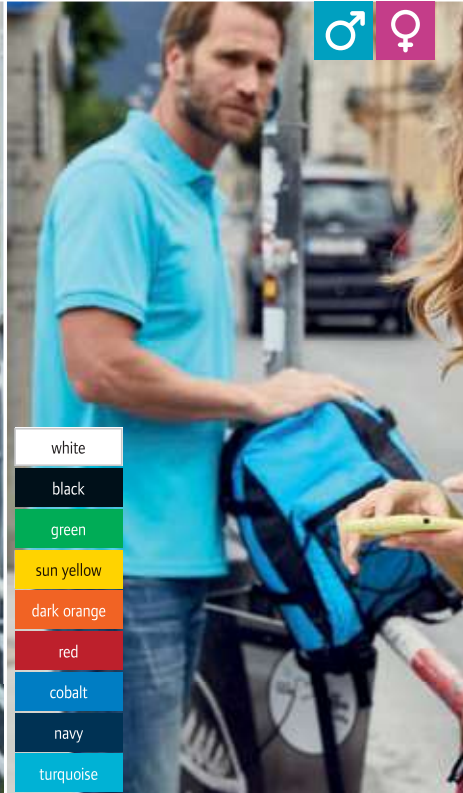 white
black
green
sun yellow
dark orange
red
cobalt
navy
turquoise